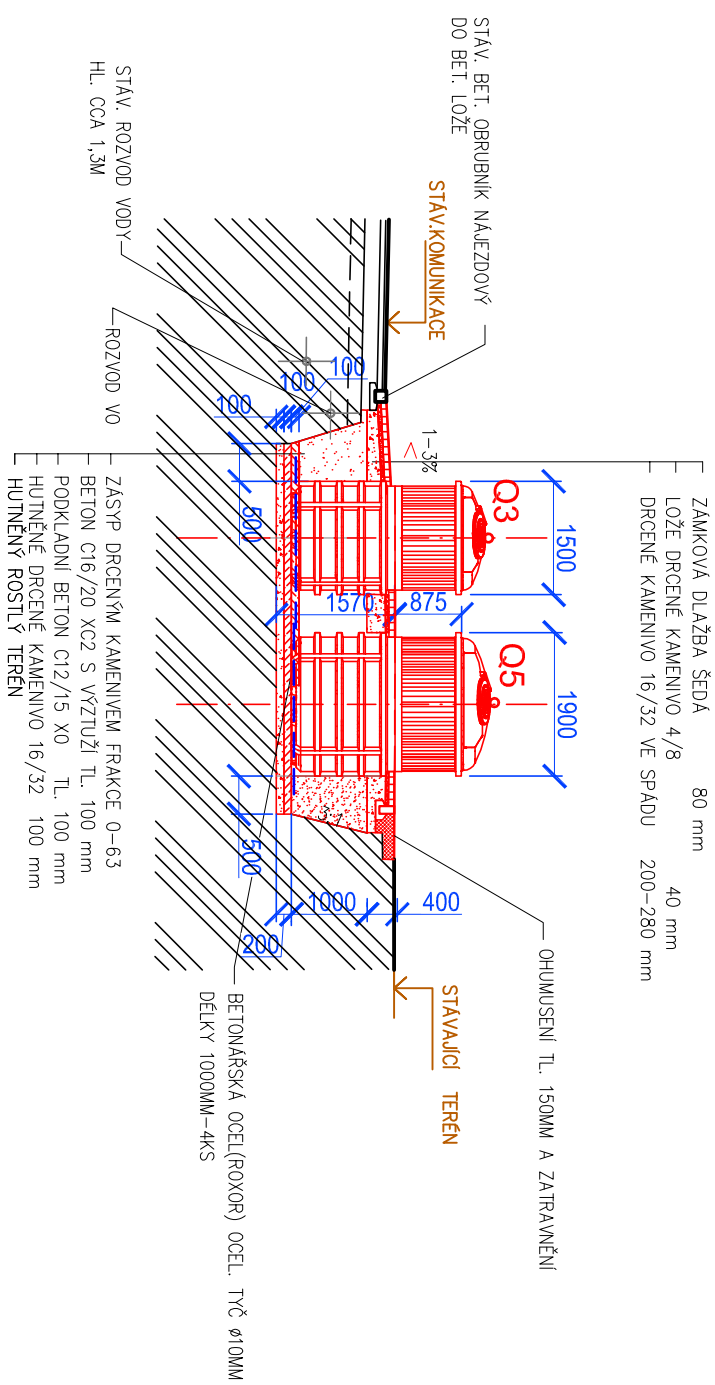 ZÁMKOVÁ DLAŽBA ŠEDÁ 80 mm
LOŽE DRCENÉ KAMENIVO 4/8 40 mm
DRCENÉ KAMENIVO 16/32 VE SPÁDU 200-280 mm
STÁV. BET. OBRUBNÍK NÁJEZDOVÝ
DO BET. LOŽE
STÁV.KOMUNIKACE
1-3%
Q3
Q5
1500
1900
875
1570
OHUMUSENÍ TL. 150MM A ZATRAVNĚNÍ
STÁVAJÍCÍ TERÉN
STÁV. ROZVOD VODY
HL. CCA 1,3M
ROZVOD VO
100
100
100
500
500
3:1
400
1000
200
BETONÁŘSKÁ OCEL(ROXOR) OCEL. TYČ ø10MM
DÉLKY 1000MM-4KS
ZÁSYP DRCENÝM KAMENIVEM FRAKCE 0-63
BETON C16/20 XC2 S VÝZTUŽÍ TL. 100 mm
PODKLADNÍ BETON C12/15 X0 TL. 100 mm
HUTNĚNÉ DRCENÉ KAMENIVO 16/32 100 mm
HUTNĚNÝ ROSTLÝ TERÉN